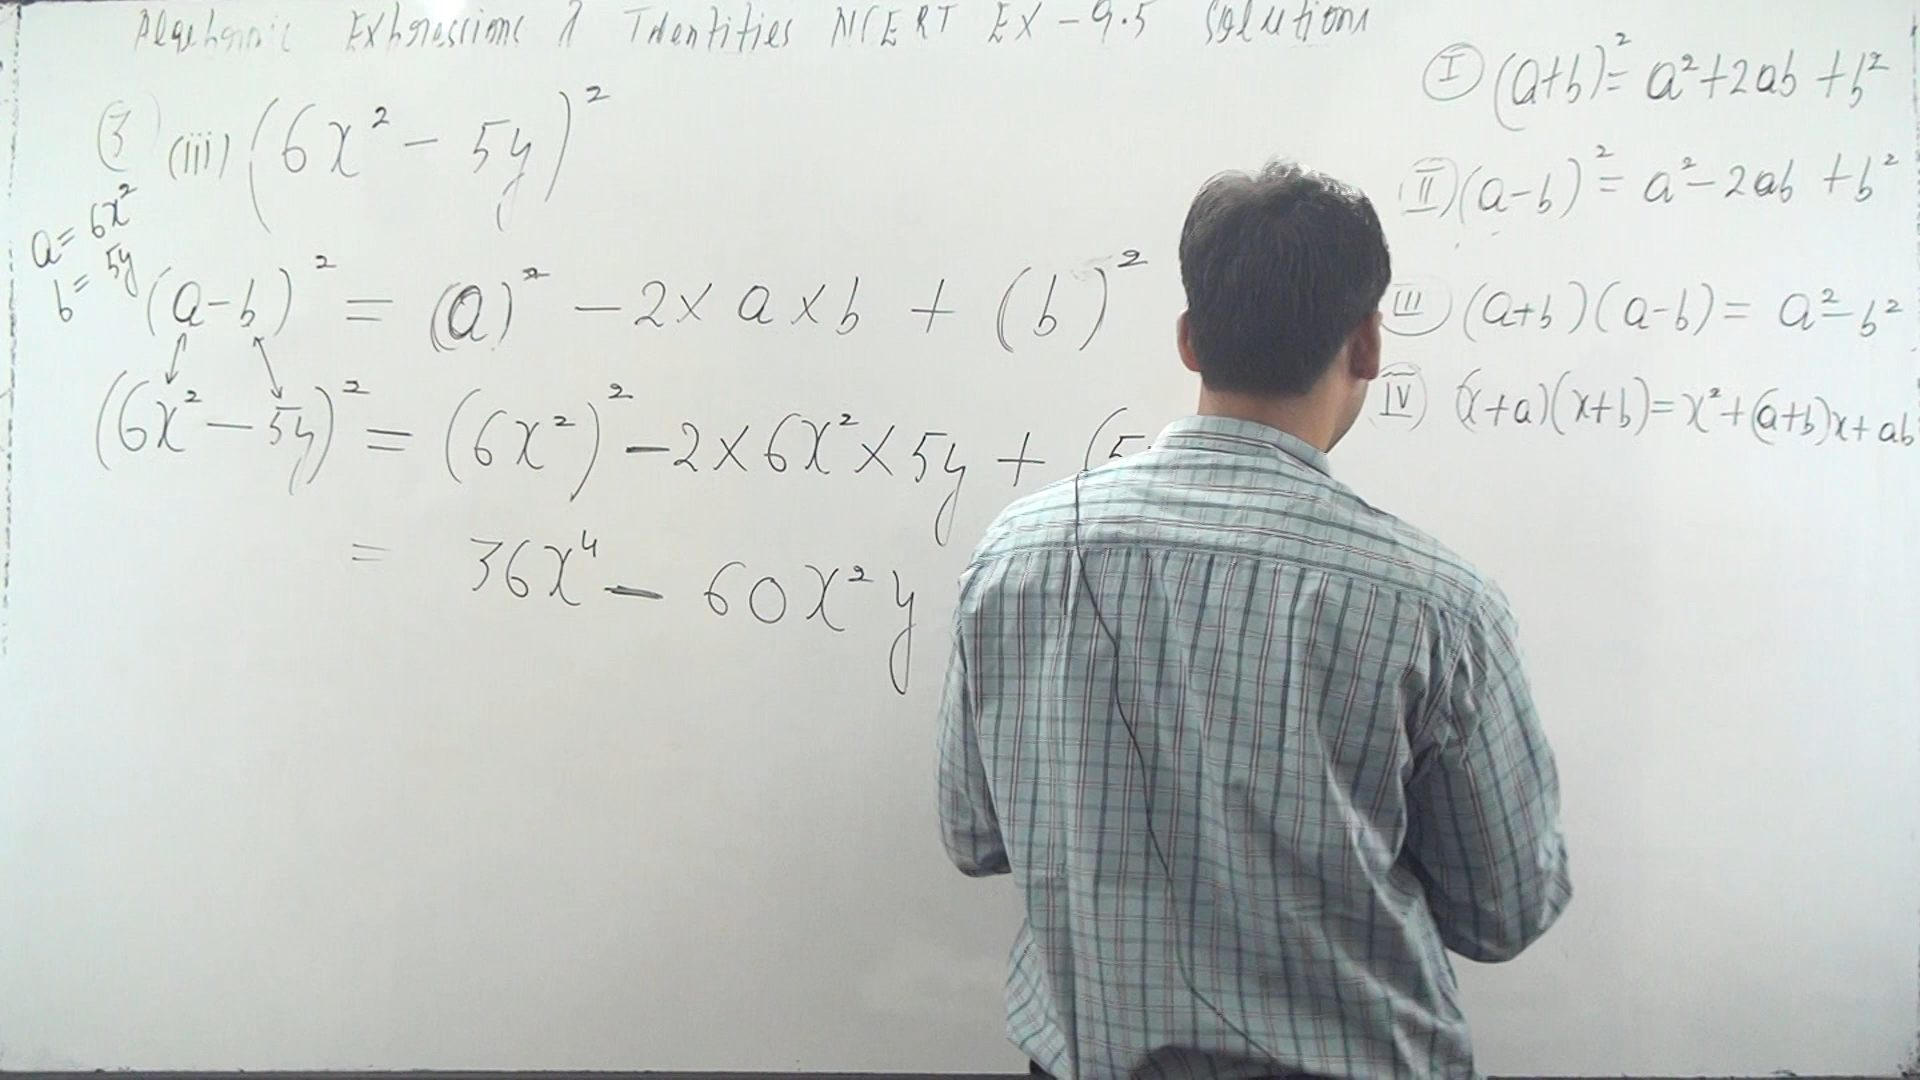 Algebraic Expressions & Identities NCERT EX - 9.5 Solutions
③ (iii) (6x² - 5y)²
a = 6x²
b = 5y
(a-b)² = (a)² - 2 × a × b + (b)²
(6x² - 5y)² = (6x²)² - 2 × 6x² × 5y + (5
= 36x⁴ - 60x²y
Ⓘ (a+b)² = a² + 2ab + b²
Ⅱ (a-b)² = a² - 2ab + b²
Ⅲ (a+b)(a-b) = a² - b²
Ⅳ (x+a)(x+b) = x² + (a+b)x + ab